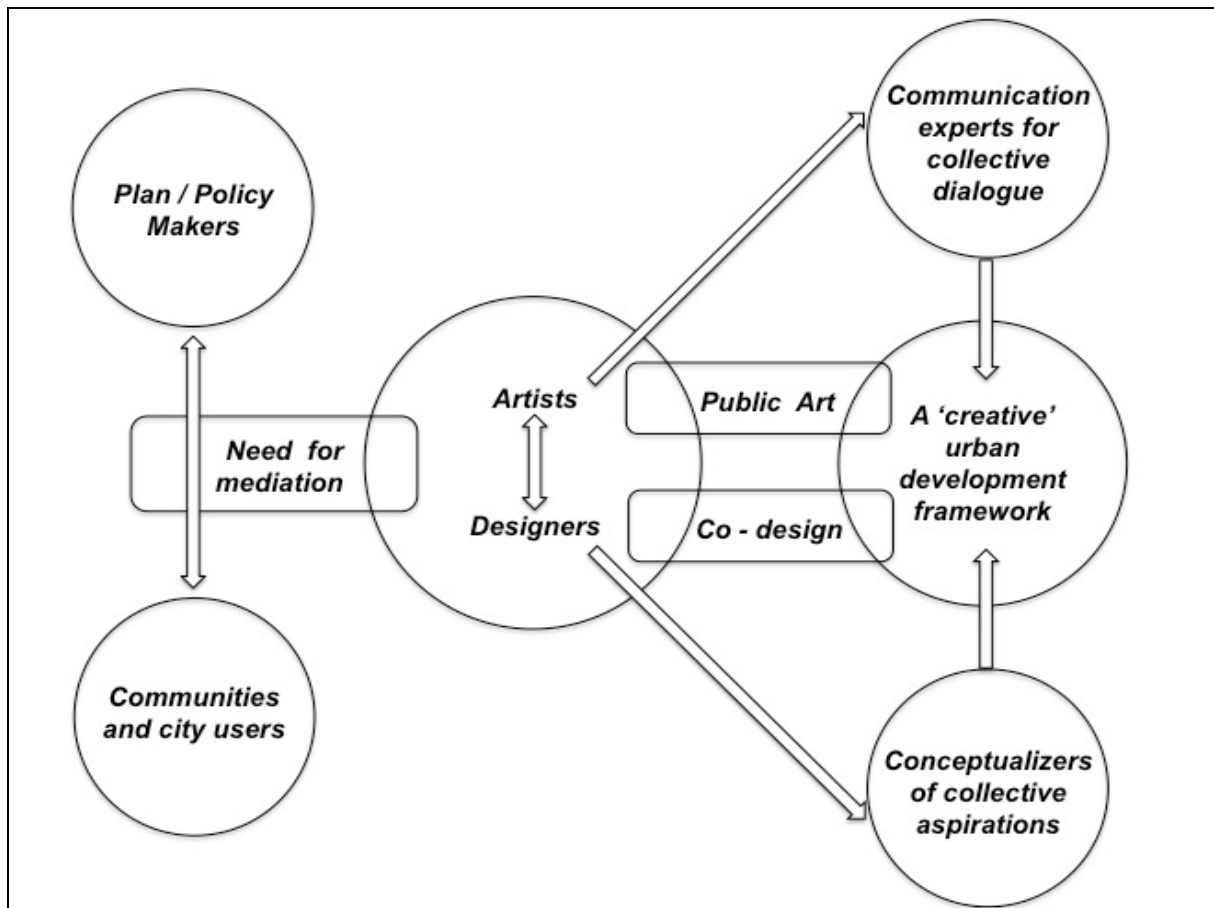 Plan / Policy
Makers
Need for
mediation
Communities
and city users
Artists
Designers
Public Art
Co - design
Communication
experts for
collective
dialogue
A ‘creative’
urban
development
framework
Conceptualizers
of collective
aspirations